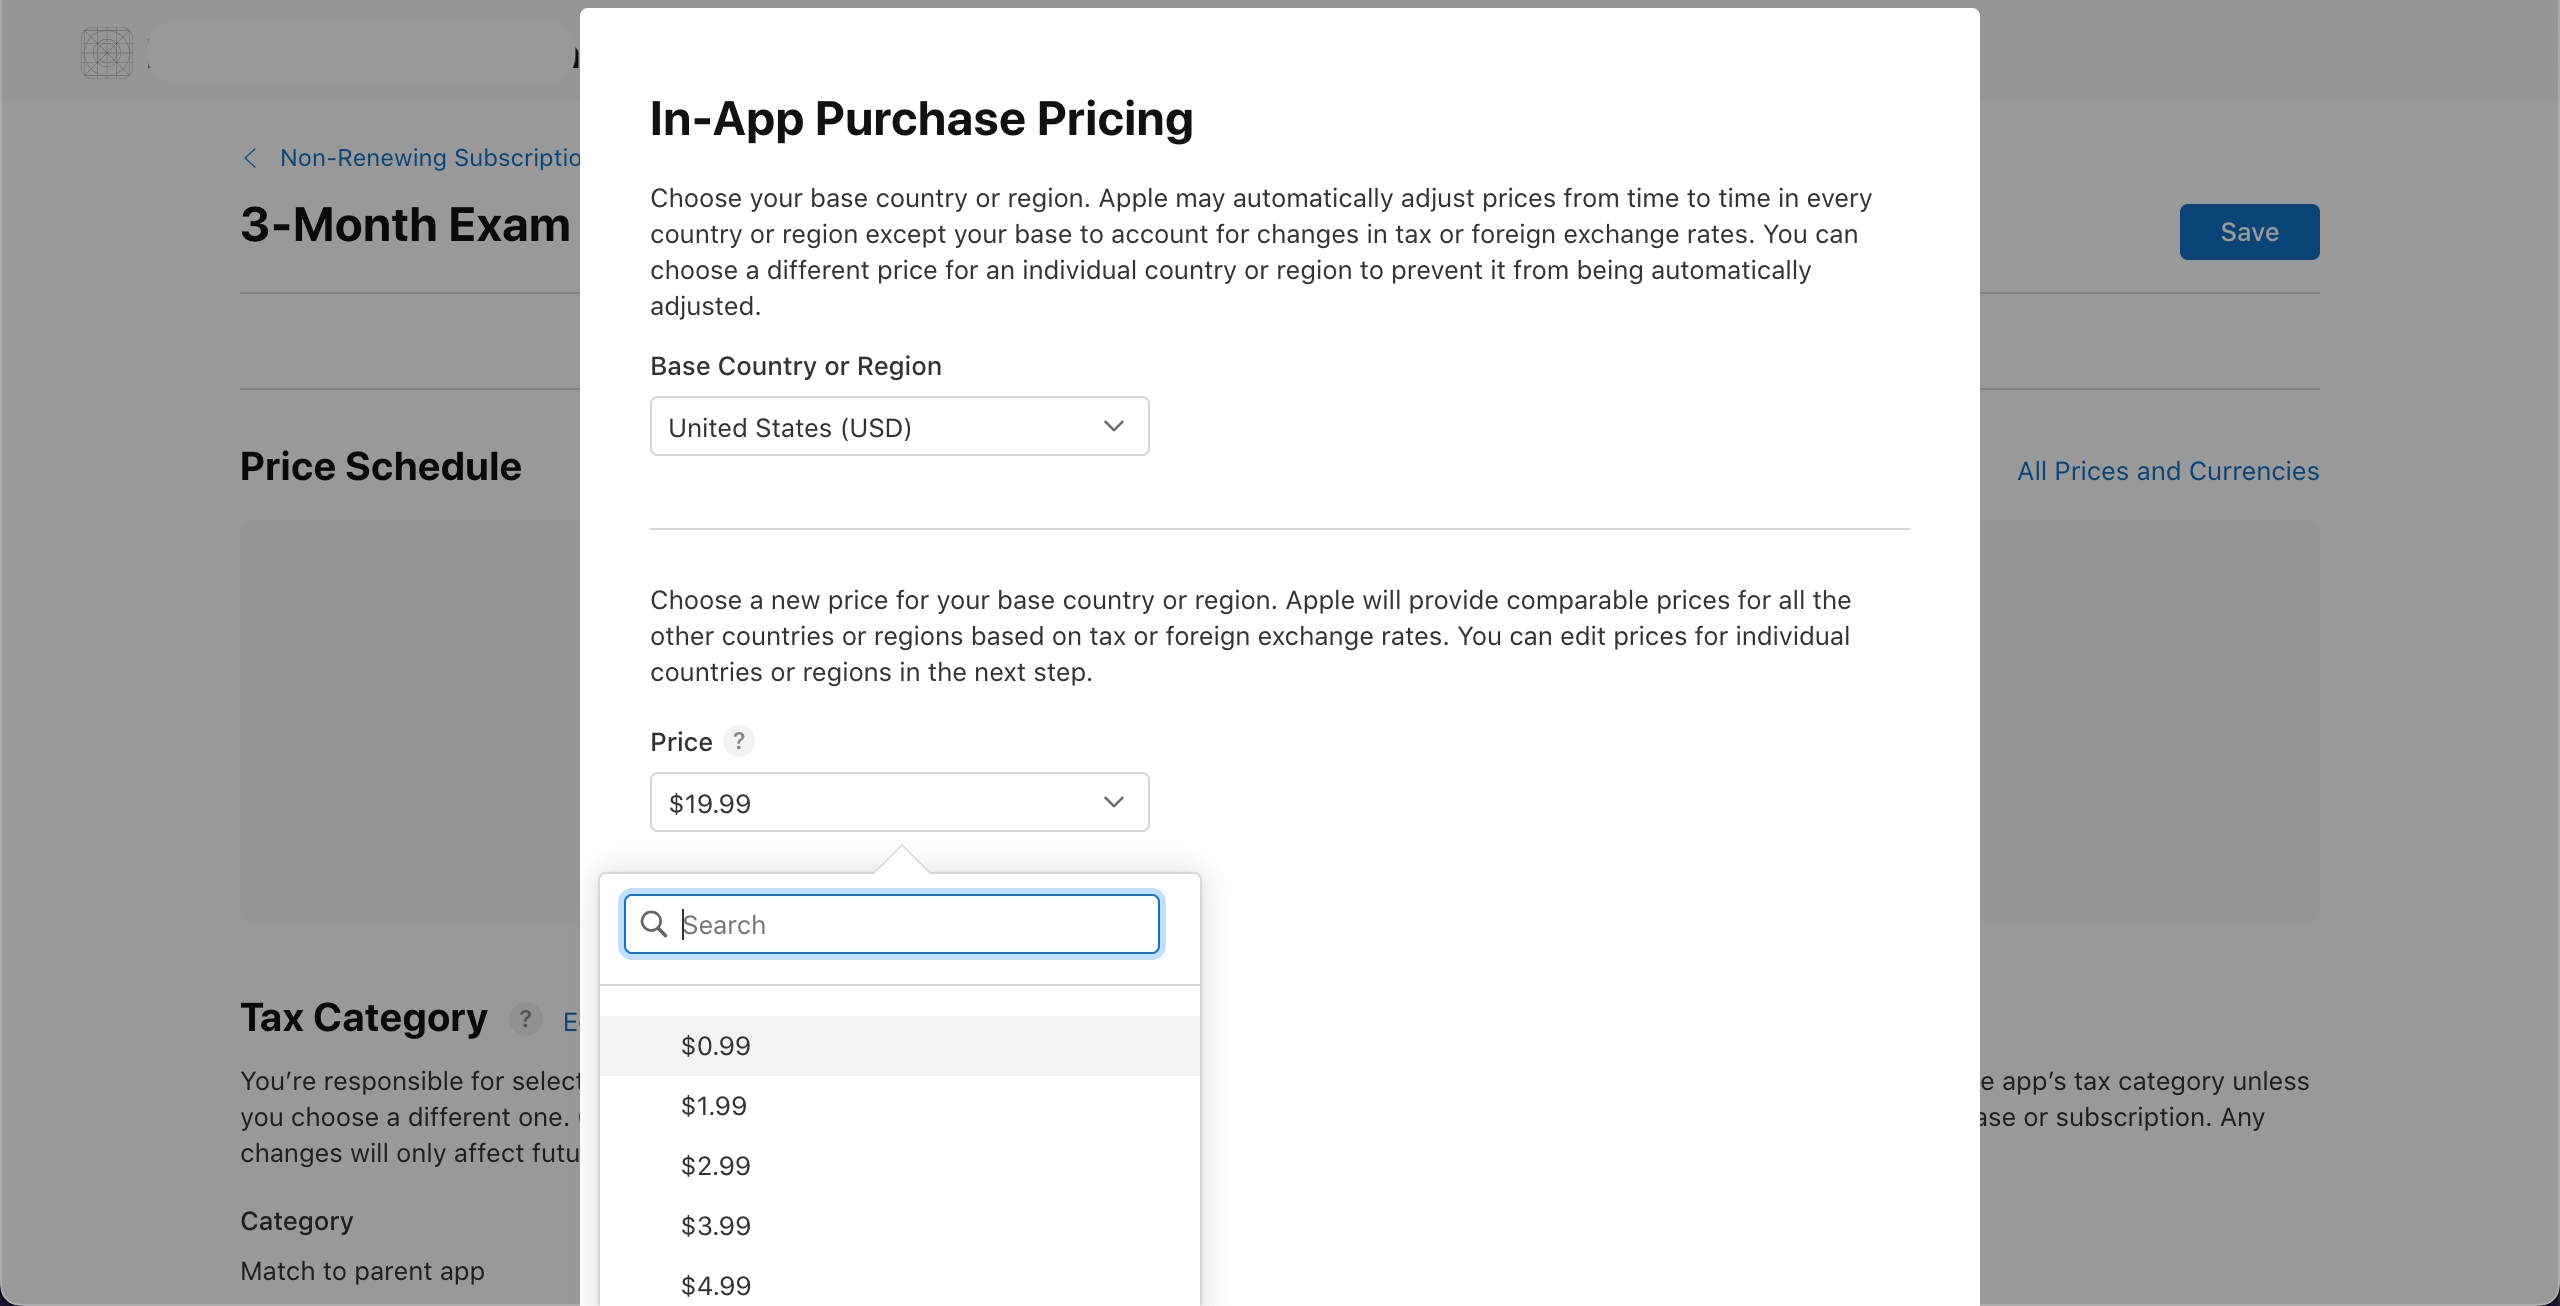 Non-Renewing
3-Month Exam
Save
Price Schedule
All Prices and Currencies
Tax Category ?
You're responsible for
you choose a different one.
changes will only affect
Category
Match to parent app
app's tax category unless
or subscription. Any
In-App Purchase Pricing
Choose your base country or region. Apple may automatically adjust prices from time to time in every
country or region except your base to account for changes in tax or foreign exchange rates. You can
choose a different price for an individual country or region to prevent it from being automatically
adjusted.
Base Country or Region
United States (USD)
Choose a new price for your base country or region. Apple will provide comparable prices for all the
other countries or regions based on tax or foreign exchange rates. You can edit prices for individual
countries or regions in the next step.
Price ?
$19.99
Search
$0.99
$1.99
$2.99
$3.99
$4.99